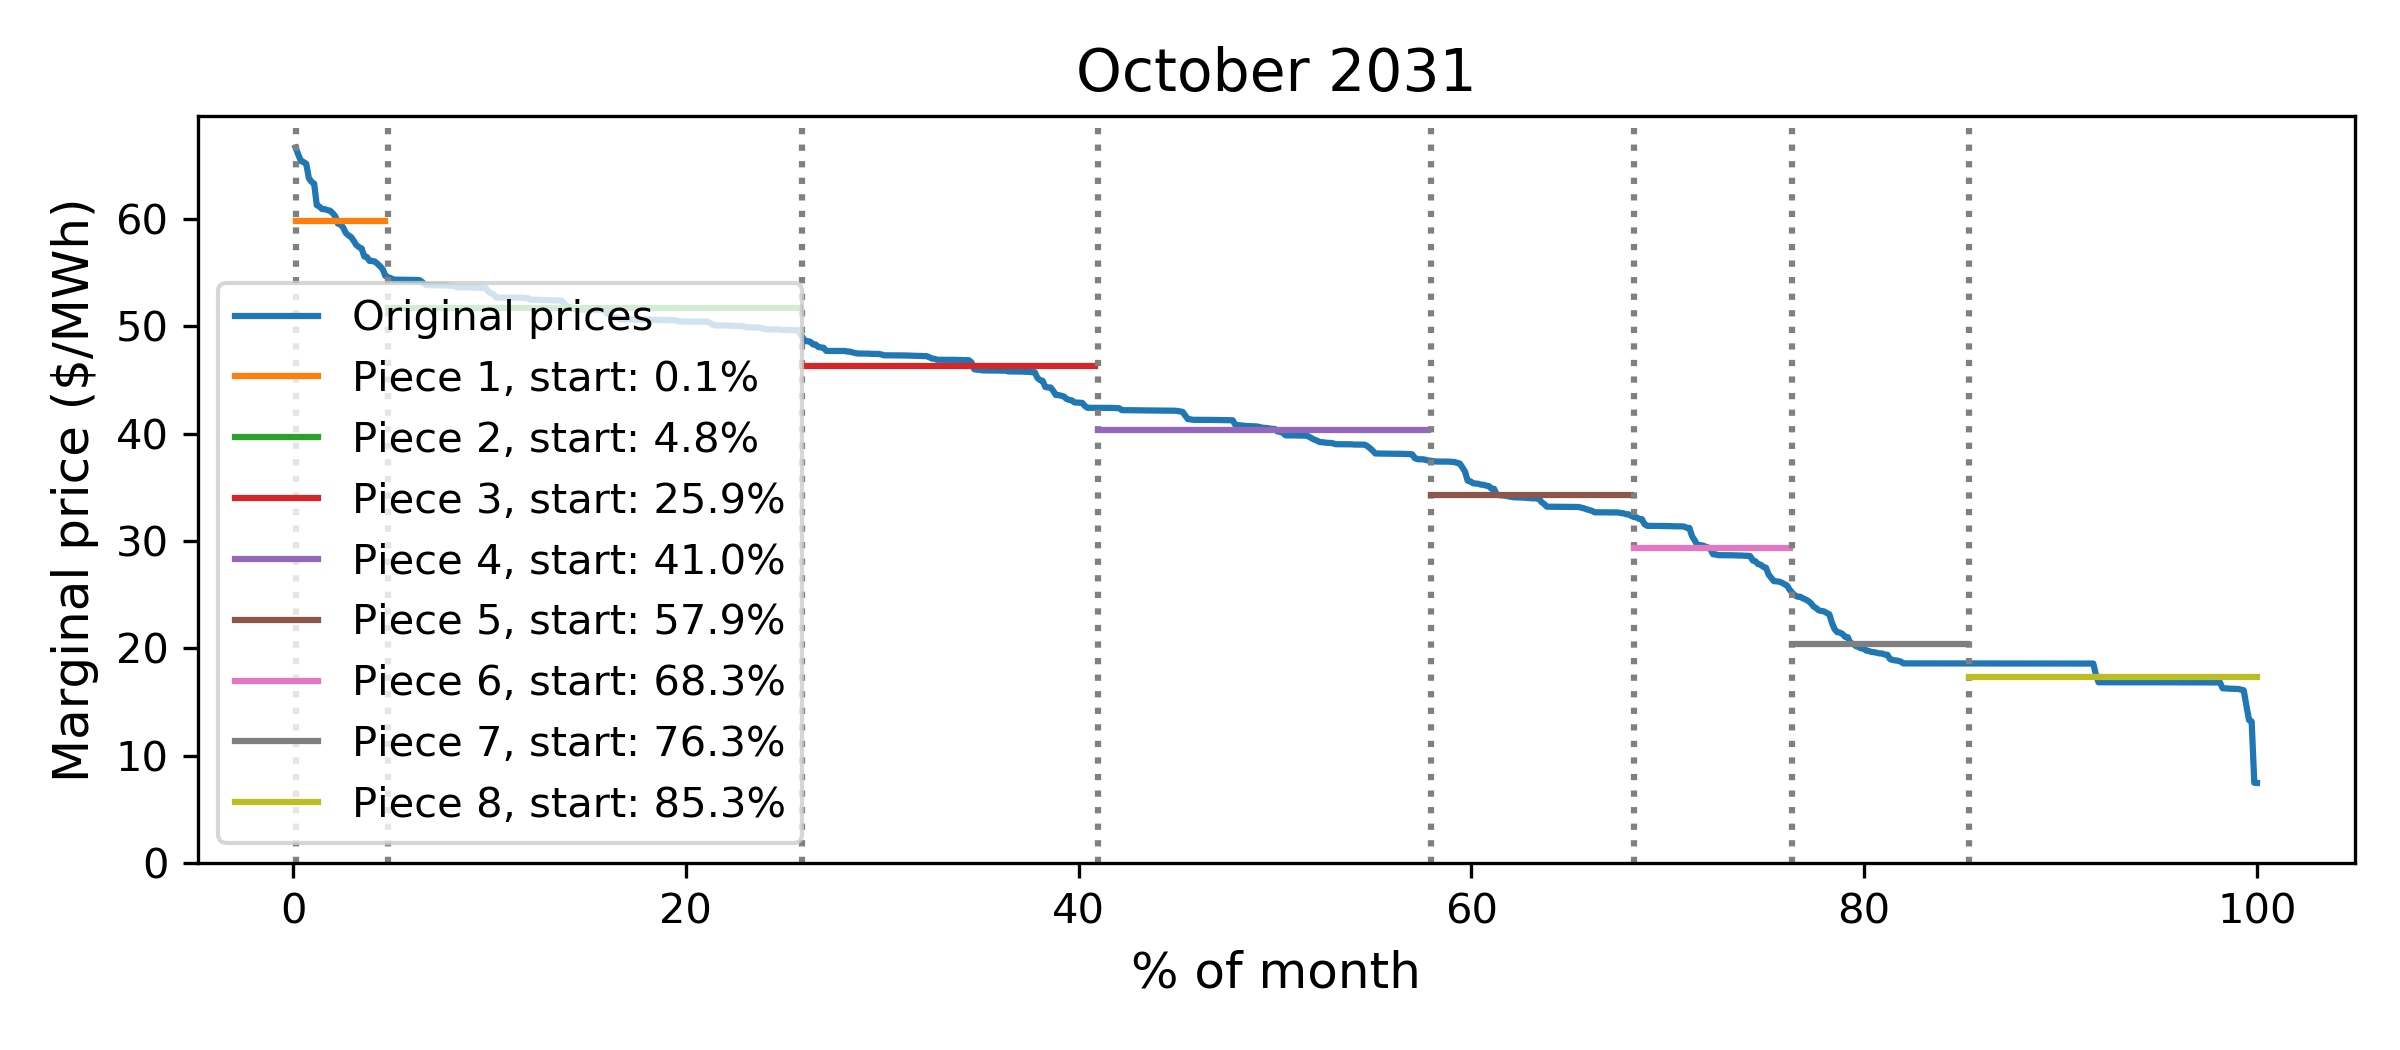 October 2031
Marginal price ($/MWh)
60
50
40
30
20
10
0
Original prices
Piece 1, start: 0.1%
Piece 2, start: 4.8%
Piece 3, start: 25.9%
Piece 4, start: 41.0%
Piece 5, start: 57.9%
Piece 6, start: 68.3%
Piece 7, start: 76.3%
Piece 8, start: 85.3%
0 20 40 60 80 100
% of month